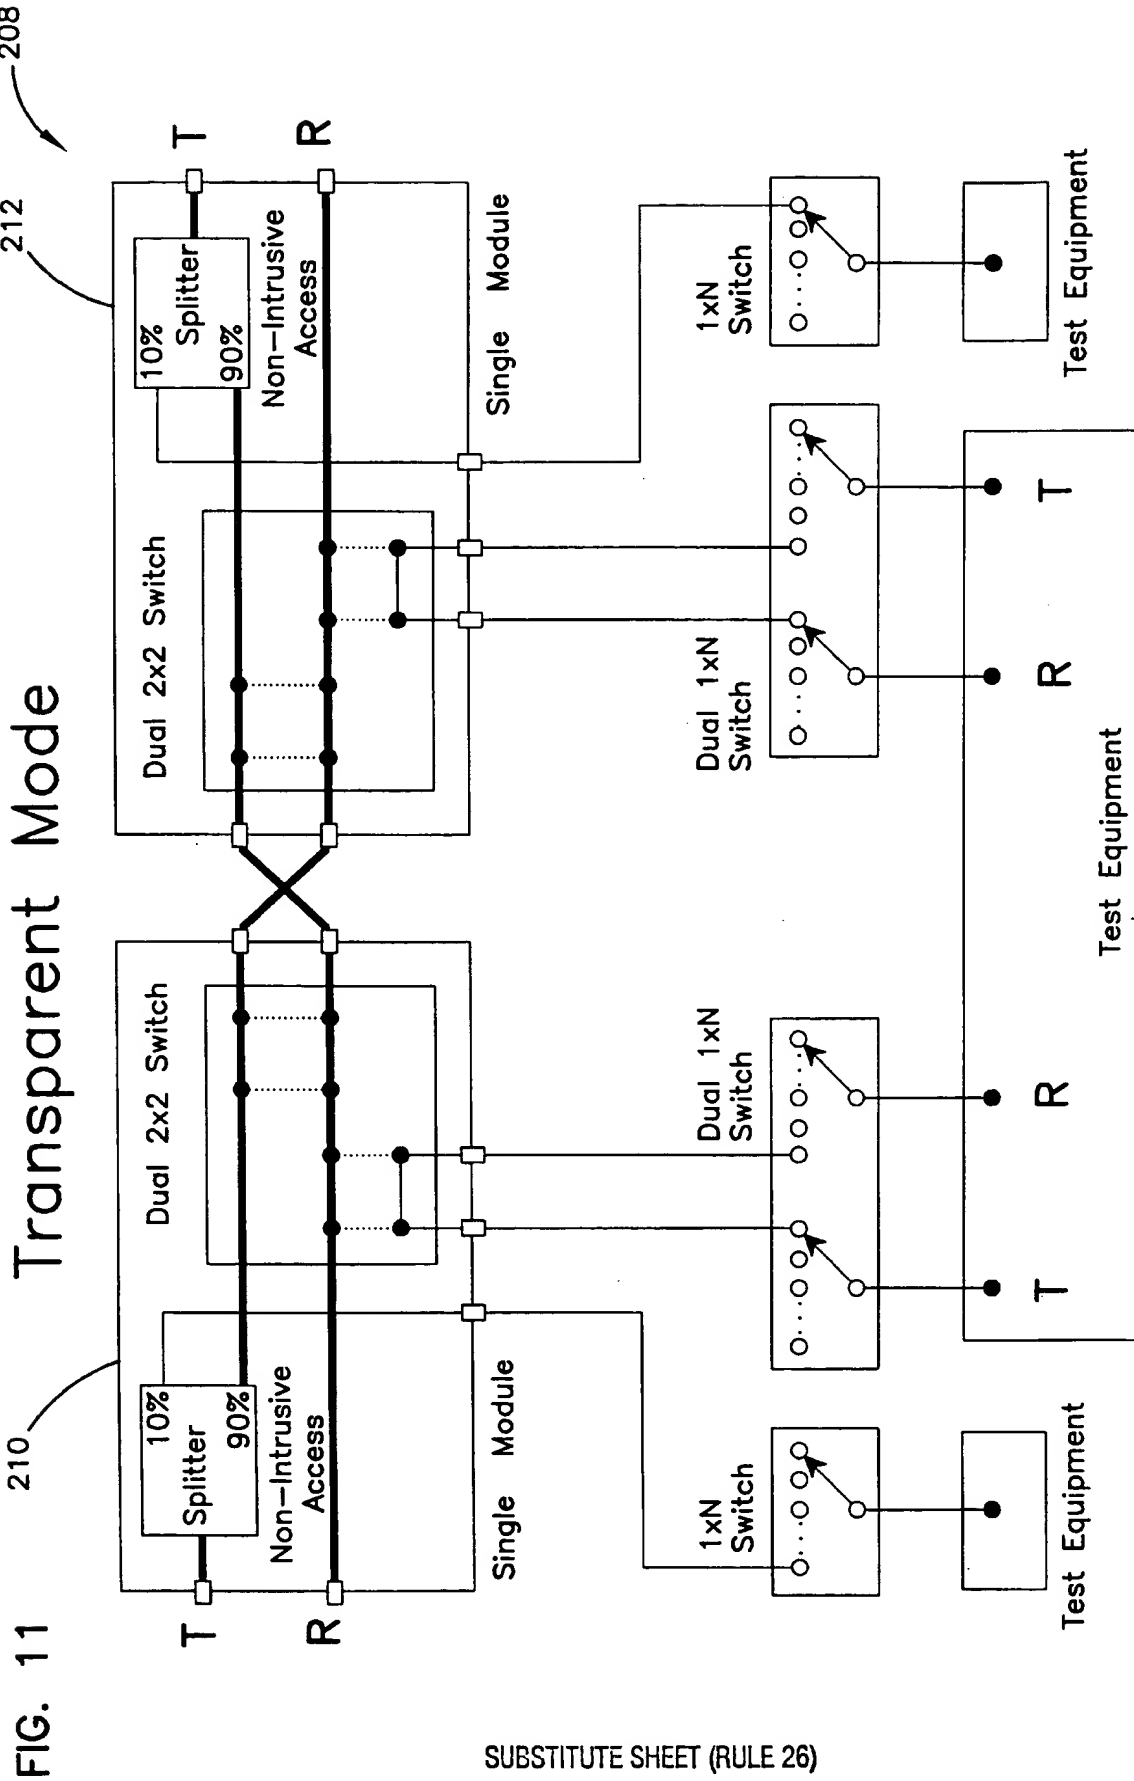 FIG. 11
Transparent Mode
208
210
212
T
R
Splitter
10%
90%
Non-Intrusive
Access
Dual 2x2 Switch
Single Module
Dual 2x2 Switch
10%
Splitter
90%
Non-Intrusive
Access
Single Module
T
R
1xN
Switch
Dual 1xN
Switch
Dual 1xN
Switch
1xN
Switch
Test Equipment
T
R
R
T
Test Equipment
Test Equipment
SUBSTITUTE SHEET (RULE 26)